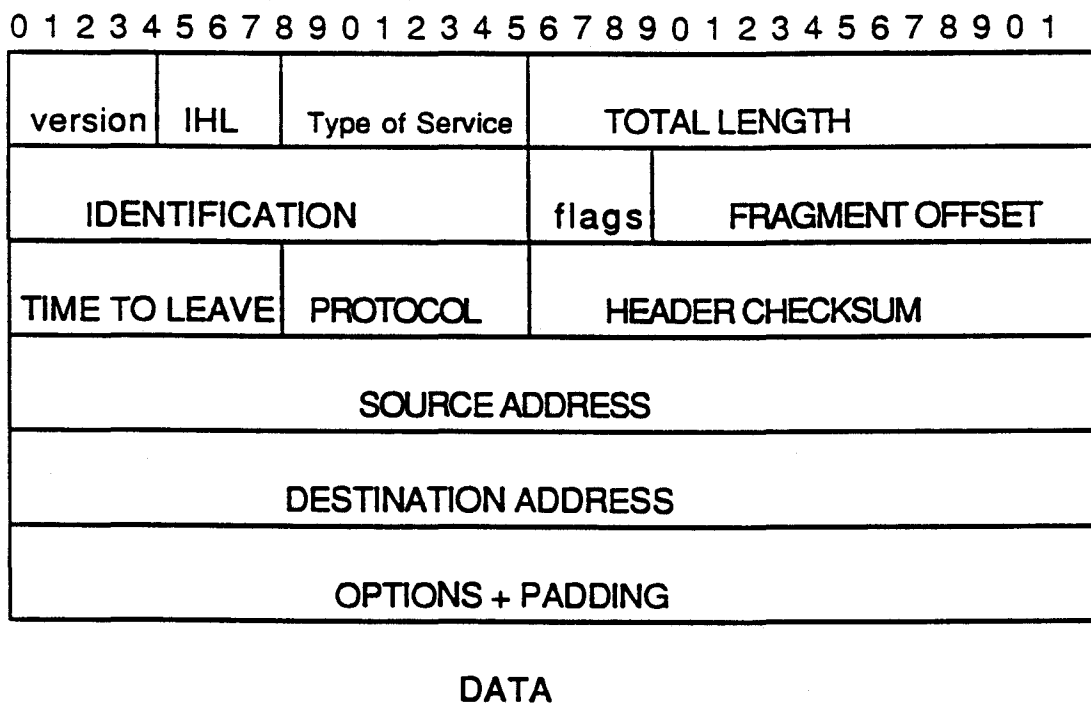 0 1 2 3 4 5 6 7 8 9 0 1 2 3 4 5 6 7 8 9 0 1 2 3 4 5 6 7 8 9 0 1
version IHL Type of Service TOTAL LENGTH
IDENTIFICATION flags FRAGMENT OFFSET
TIME TO LEAVE PROTOCOL HEADER CHECKSUM
SOURCE ADDRESS
DESTINATION ADDRESS
OPTIONS + PADDING
DATA